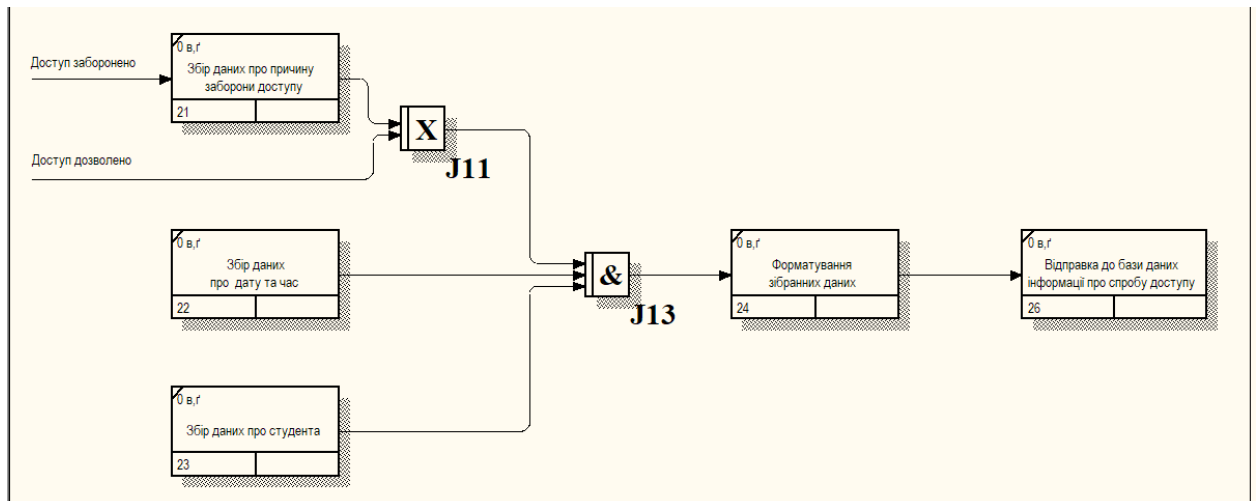 Доступ заборонено
0 в,ґ
Збір даних про причину
заборони доступу
21
X
J11
Доступ дозволено
0 в,ґ
Збір даних
про дату та час
22
&
J13
0 в,ґ
Форматування
зібранних даних
24
0 в,ґ
Відправка до бази даних
інформації про спробу доступу
26
0 в,ґ
Збір даних про студента
23